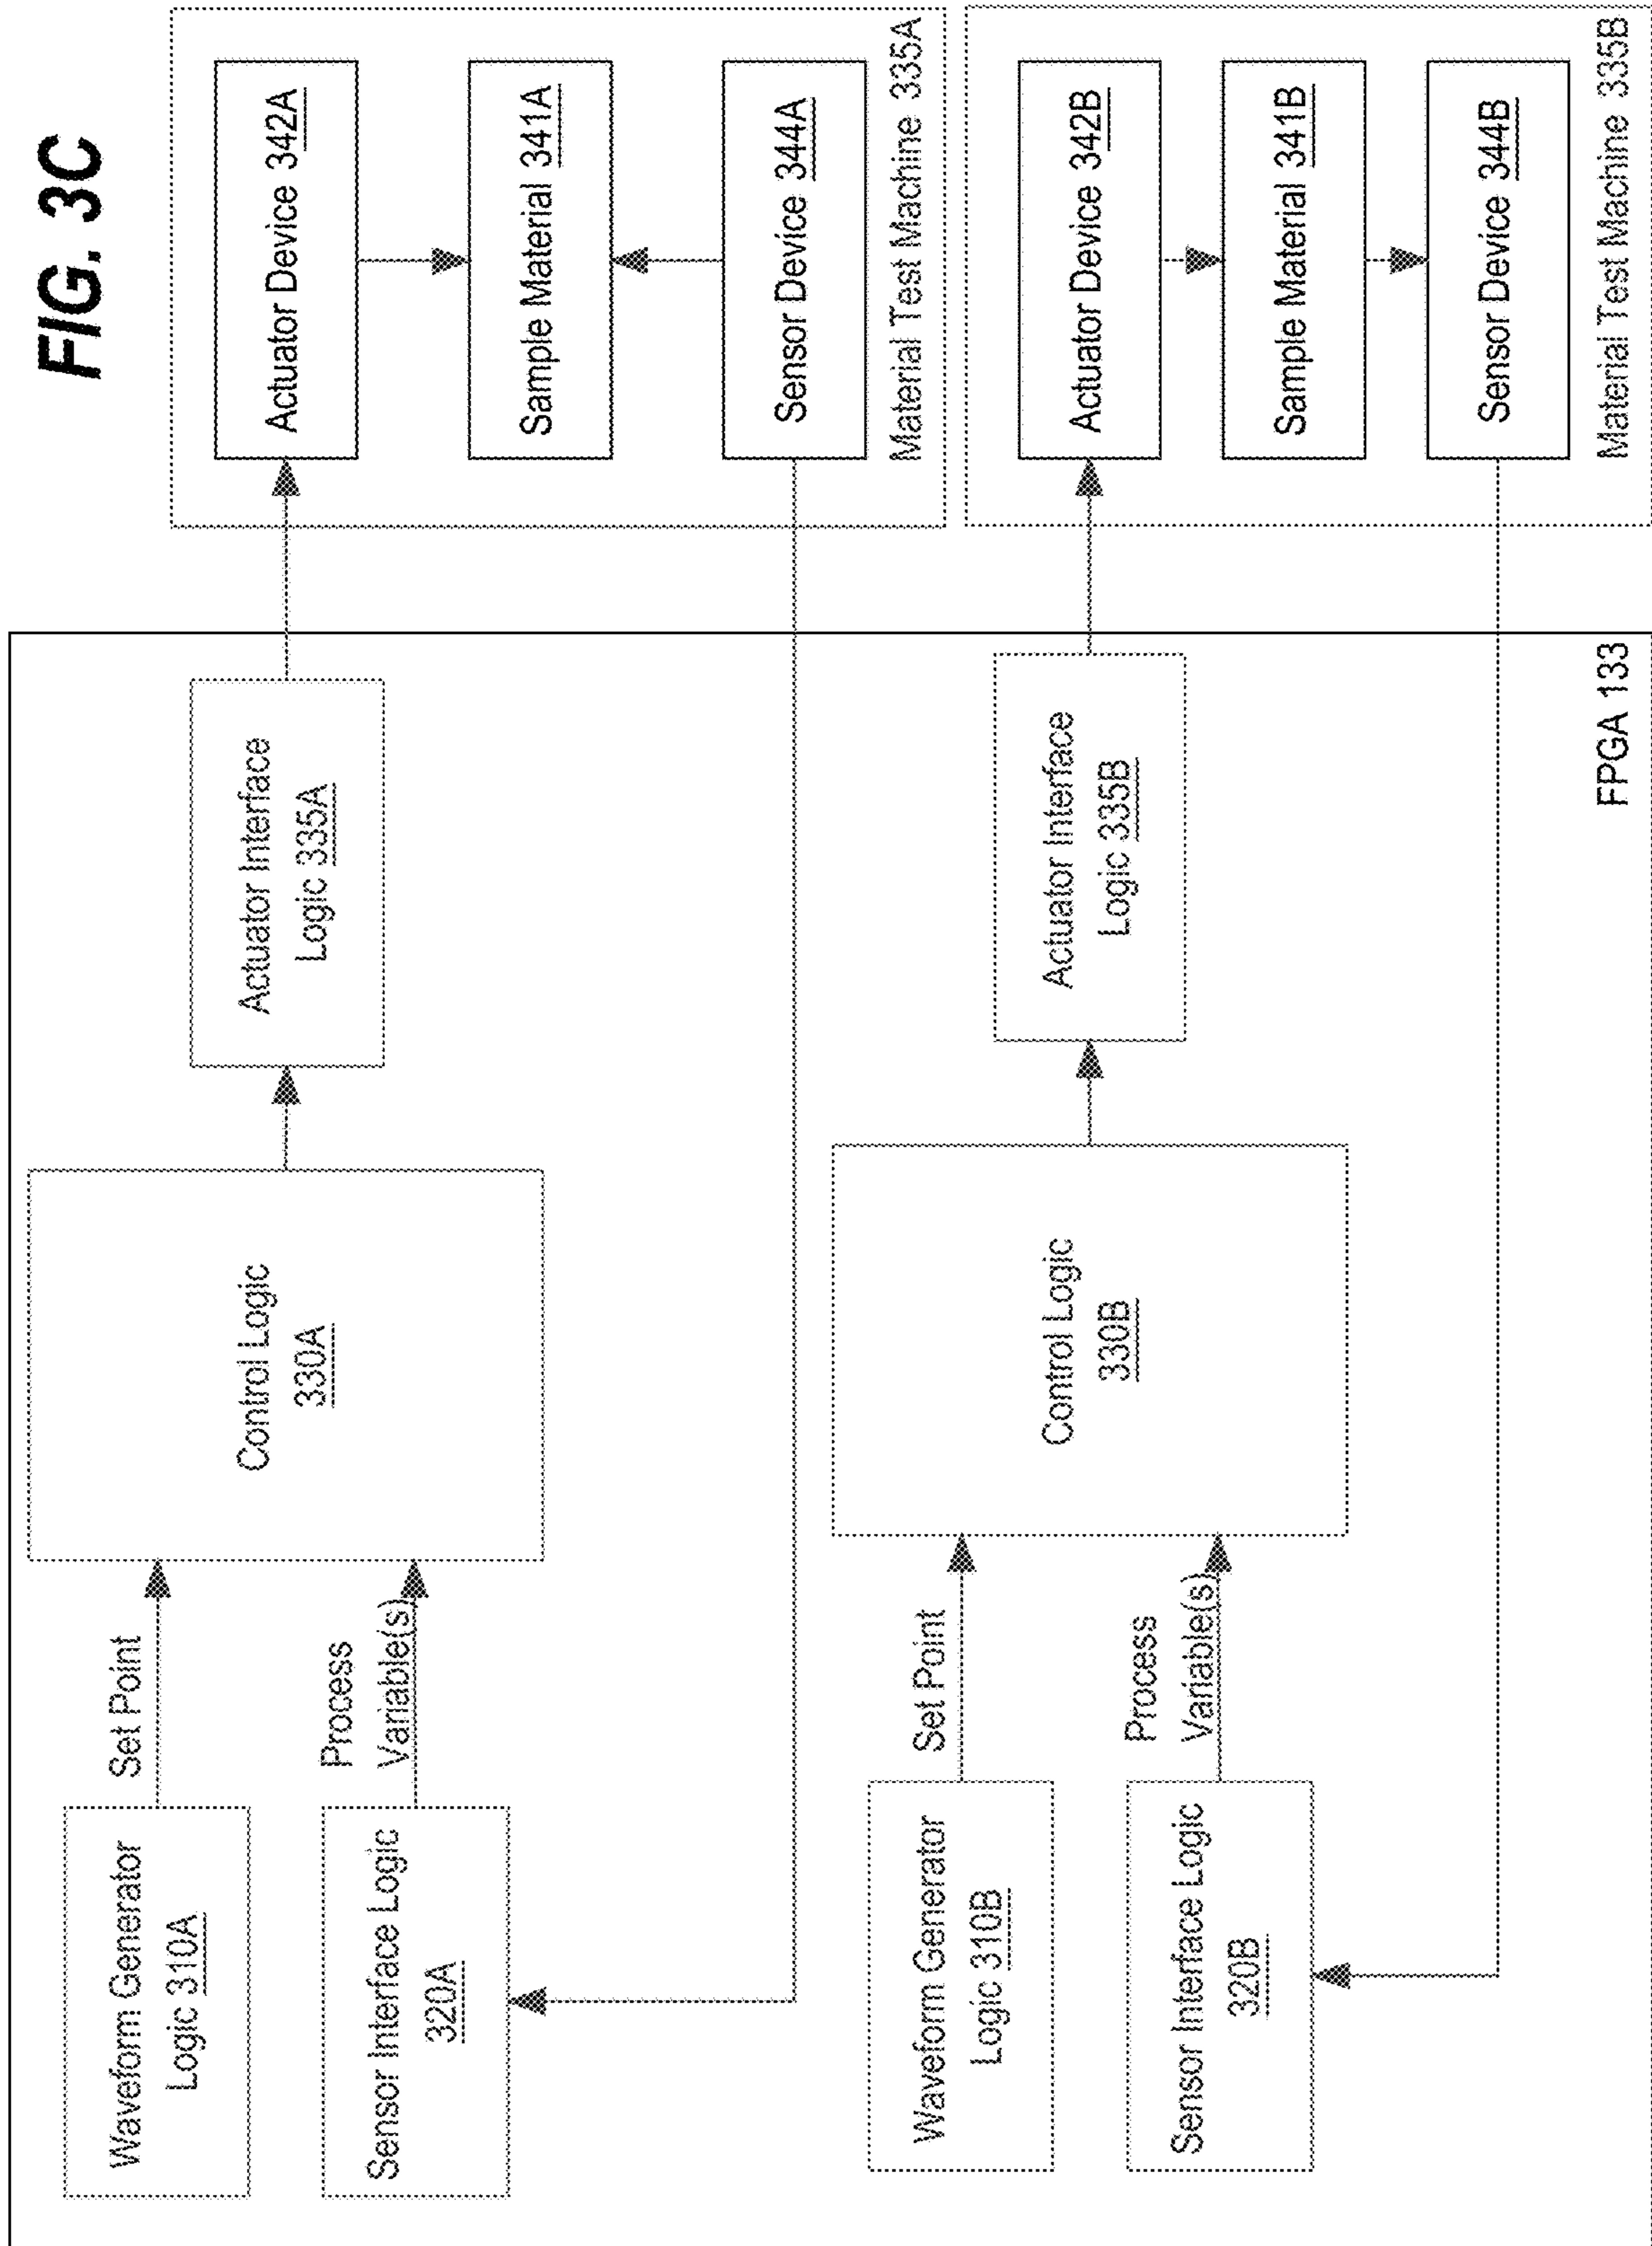 FIG. 3C
Waveform Generator
Logic 310A
Set Point
Sensor Interface Logic
320A
Process
Variable(s)
Control Logic
330A
Actuator Interface
Logic 335A
Actuator Device 342A
Sample Material 341A
Sensor Device 344A
Material Test Machine 335A
Waveform Generator
Logic 310B
Set Point
Sensor Interface Logic
320B
Process
Variable(s)
Control Logic
330B
Actuator Interface
Logic 335B
Actuator Device 342B
Sample Material 341B
Sensor Device 344B
Material Test Machine 335B
FPGA 133